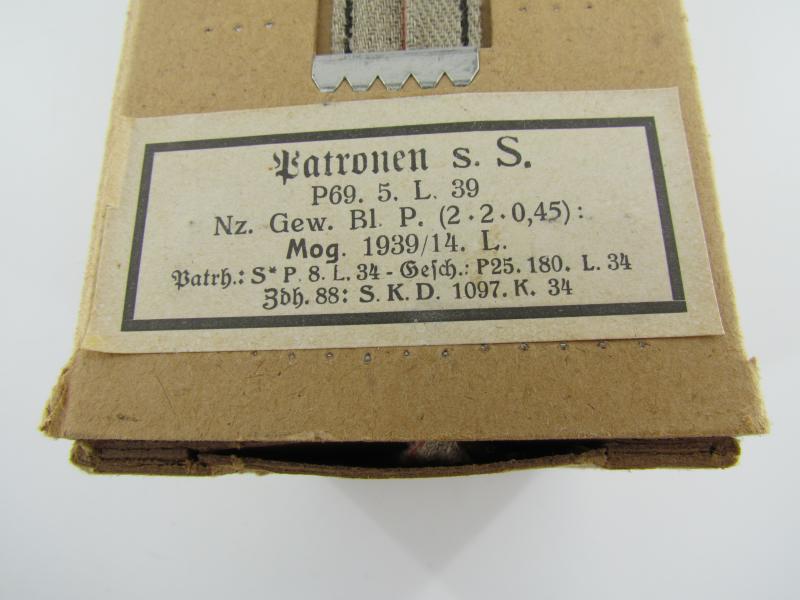 Patronen s. S.
P69. 5. L. 39
Nz. Gew. Bl. P. (2·2·0,45):
Mog. 1939/14. L.
Patrh.: S* P. 8. L. 34 - Gesch.: P25. 180. L. 34
Zdh. 88: S. K. D. 1097. K. 34